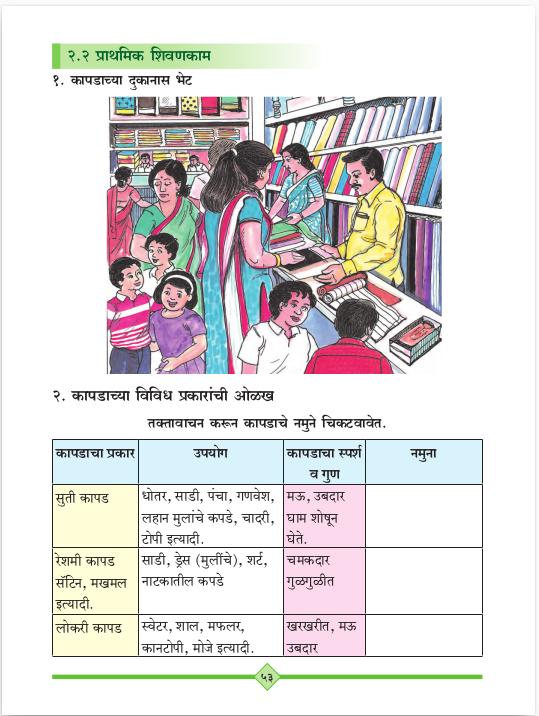 २.२ प्राथमिक शिवणकाम
१. कापडाच्या दुकानास भेट
२. कापडाच्या विविध प्रकारांची ओळख
तक्तावाचन करून कापडाचे नमुने चिकटवावेत.
कापडाचा प्रकार उपयोग कापडाचा स्पर्श व गुण नमुना
सुती कापड
धोतर, साडी, पंचा, गणवेश,
लहान मुलांचे कपडे, चादरी,
टोपी इत्यादी.
मऊ, उबदार
घाम शोषून
घेते.
रेशमी कापड
सॅटिन, मखमल
इत्यादी.
साडी, ड्रेस (मुलींचे), शर्ट,
नाटकातील कपडे
चमकदार
गुळगुळीत
लोकरी कापड
स्वेटर, शाल, मफलर,
कानटोपी, मोजे इत्यादी.
खरखरीत, मऊ
उबदार
५३